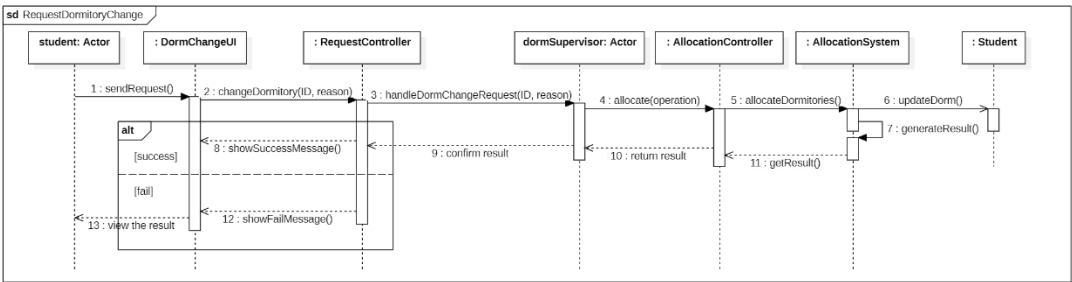 sd RequestDormitoryChange
student: Actor
: DormChangeUI
: RequestController
dormSupervisor: Actor
: AllocationController
: AllocationSystem
: Student
1 : sendRequest()
2 : changeDormitory(ID, reason)
3 : handleDormChangeRequest(ID, reason)
4 : allocate(operation)
5 : allocateDormitories()
6 : updateDorm()
7 : generateResult()
alt
[success]
8 : showSuccessMessage()
9 : confirm result
10 : return result
11 : getResult()
[fail]
12 : showFailMessage()
13 : view the result